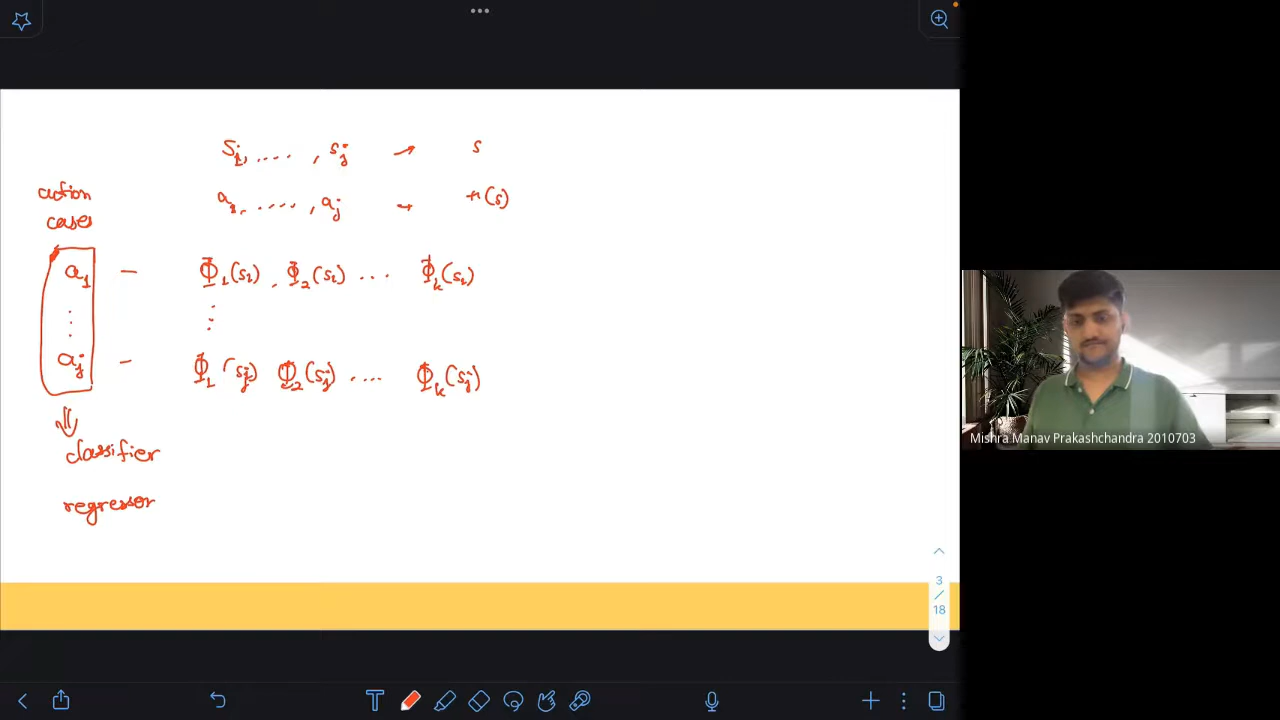 s₁, ...., sⱼ → s
a₁, ....., aⱼ → π(s)
action
cases
a₁ — Φ₁(s₁), Φ₂(s₁) ... Φₖ(s₁)
⋮ ⋮
aⱼ — Φ₁(sⱼ) Φ₂(sⱼ) .... Φₖ(sⱼ)
⇓
classifier
regressor
Mishra Manav Prakashchandra 2010703
3
/
18
T